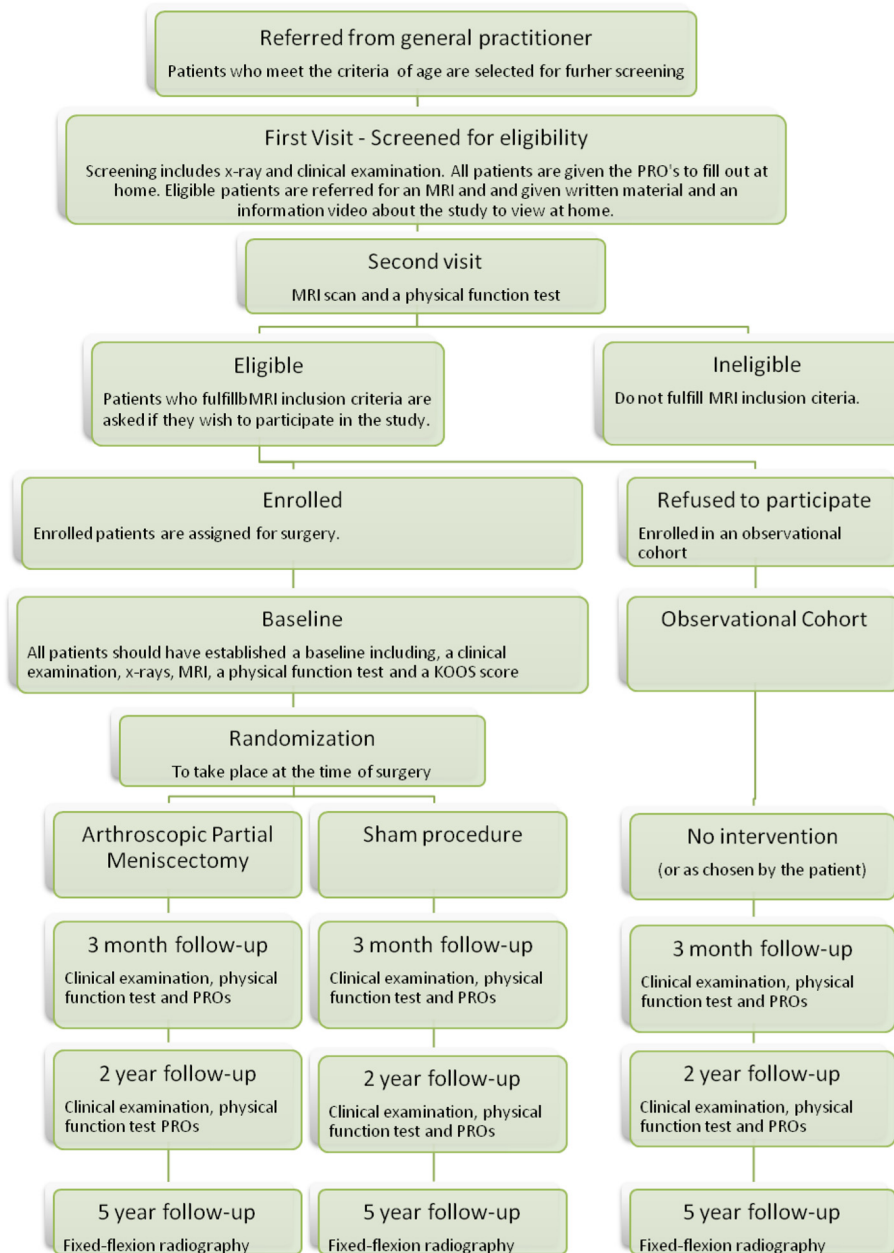 Referred from general practitioner
Patients who meet the criteria of age are selected for furher screening
First Visit - Screened for eligibility
Screening includes x-ray and clinical examination. All patients are given the PRO's to fill out at
home. Eligible patients are referred for an MRI and and given written material and an
information video about the study to view at home.
Second visit
MRI scan and a physical function test
Eligible
Patients who fulfillbMRI inclusion criteria are
asked if they wish to participate in the study.
Ineligible
Do not fulfill MRI inclusion citeria.
Enrolled
Enrolled patients are assigned for surgery.
Refused to participate
Enrolled in an observational
cohort
Baseline
All patients should have established a baseline including, a clinical
examination, x-rays, MRI, a physical function test and a KOOS score
Observational Cohort
Randomization
To take place at the time of surgery
Arthroscopic Partial
Meniscectomy
Sham procedure
No intervention
(or as chosen by the patient)
3 month follow-up
Clinical examination, physical
function test and PROs
3 month follow-up
Clinical examination, physical
function test and PROs
3 month follow-up
Clinical examination, physical
function test and PROs
2 year follow-up
Clinical examination, physical
function test PROs
2 year follow-up
Clinical examination, physical
function test and PROs
2 year follow-up
Clinical examination, physical
function test and PROs
5 year follow-up
Fixed-flexion radiography
5 year follow-up
Fixed-flexion radiography
5 year follow-up
Fixed-flexion radiography